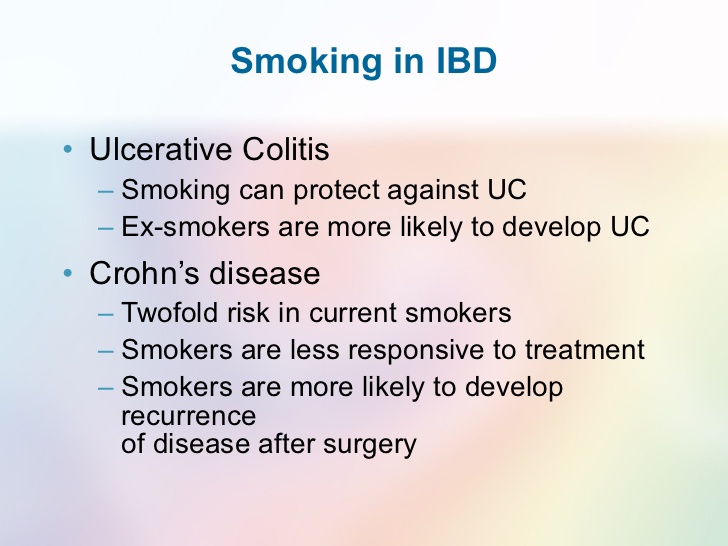 Smoking in IBD
• Ulcerative Colitis
– Smoking can protect against UC
– Ex-smokers are more likely to develop UC
• Crohn’s disease
– Twofold risk in current smokers
– Smokers are less responsive to treatment
– Smokers are more likely to develop
recurrence
of disease after surgery